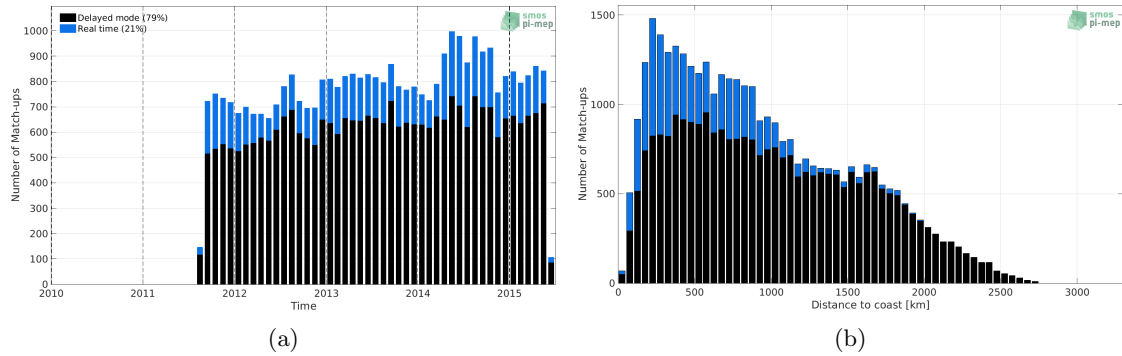 Delayed mode (79%)
Real time (21%)
smos
pi-mep
1000
900
800
700
600
500
400
300
200
100
0
Number of Match-ups
2010
2011
2012
2013
2014
2015
Time
(a)
smos
pi-mep
1500
1000
500
0
Number of Match-ups
0
500
1000
1500
2000
2500
3000
Distance to coast [km]
(b)